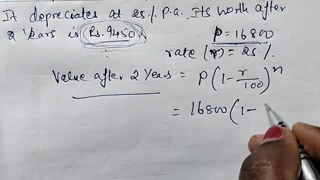 It depreciates at 25% p.a. Its worth after
2 Years is Rs. 9450
P = 16800
rate (r) = 25%
Value after 2 Years = P(1 - r/100)^n
= 16800(1 -